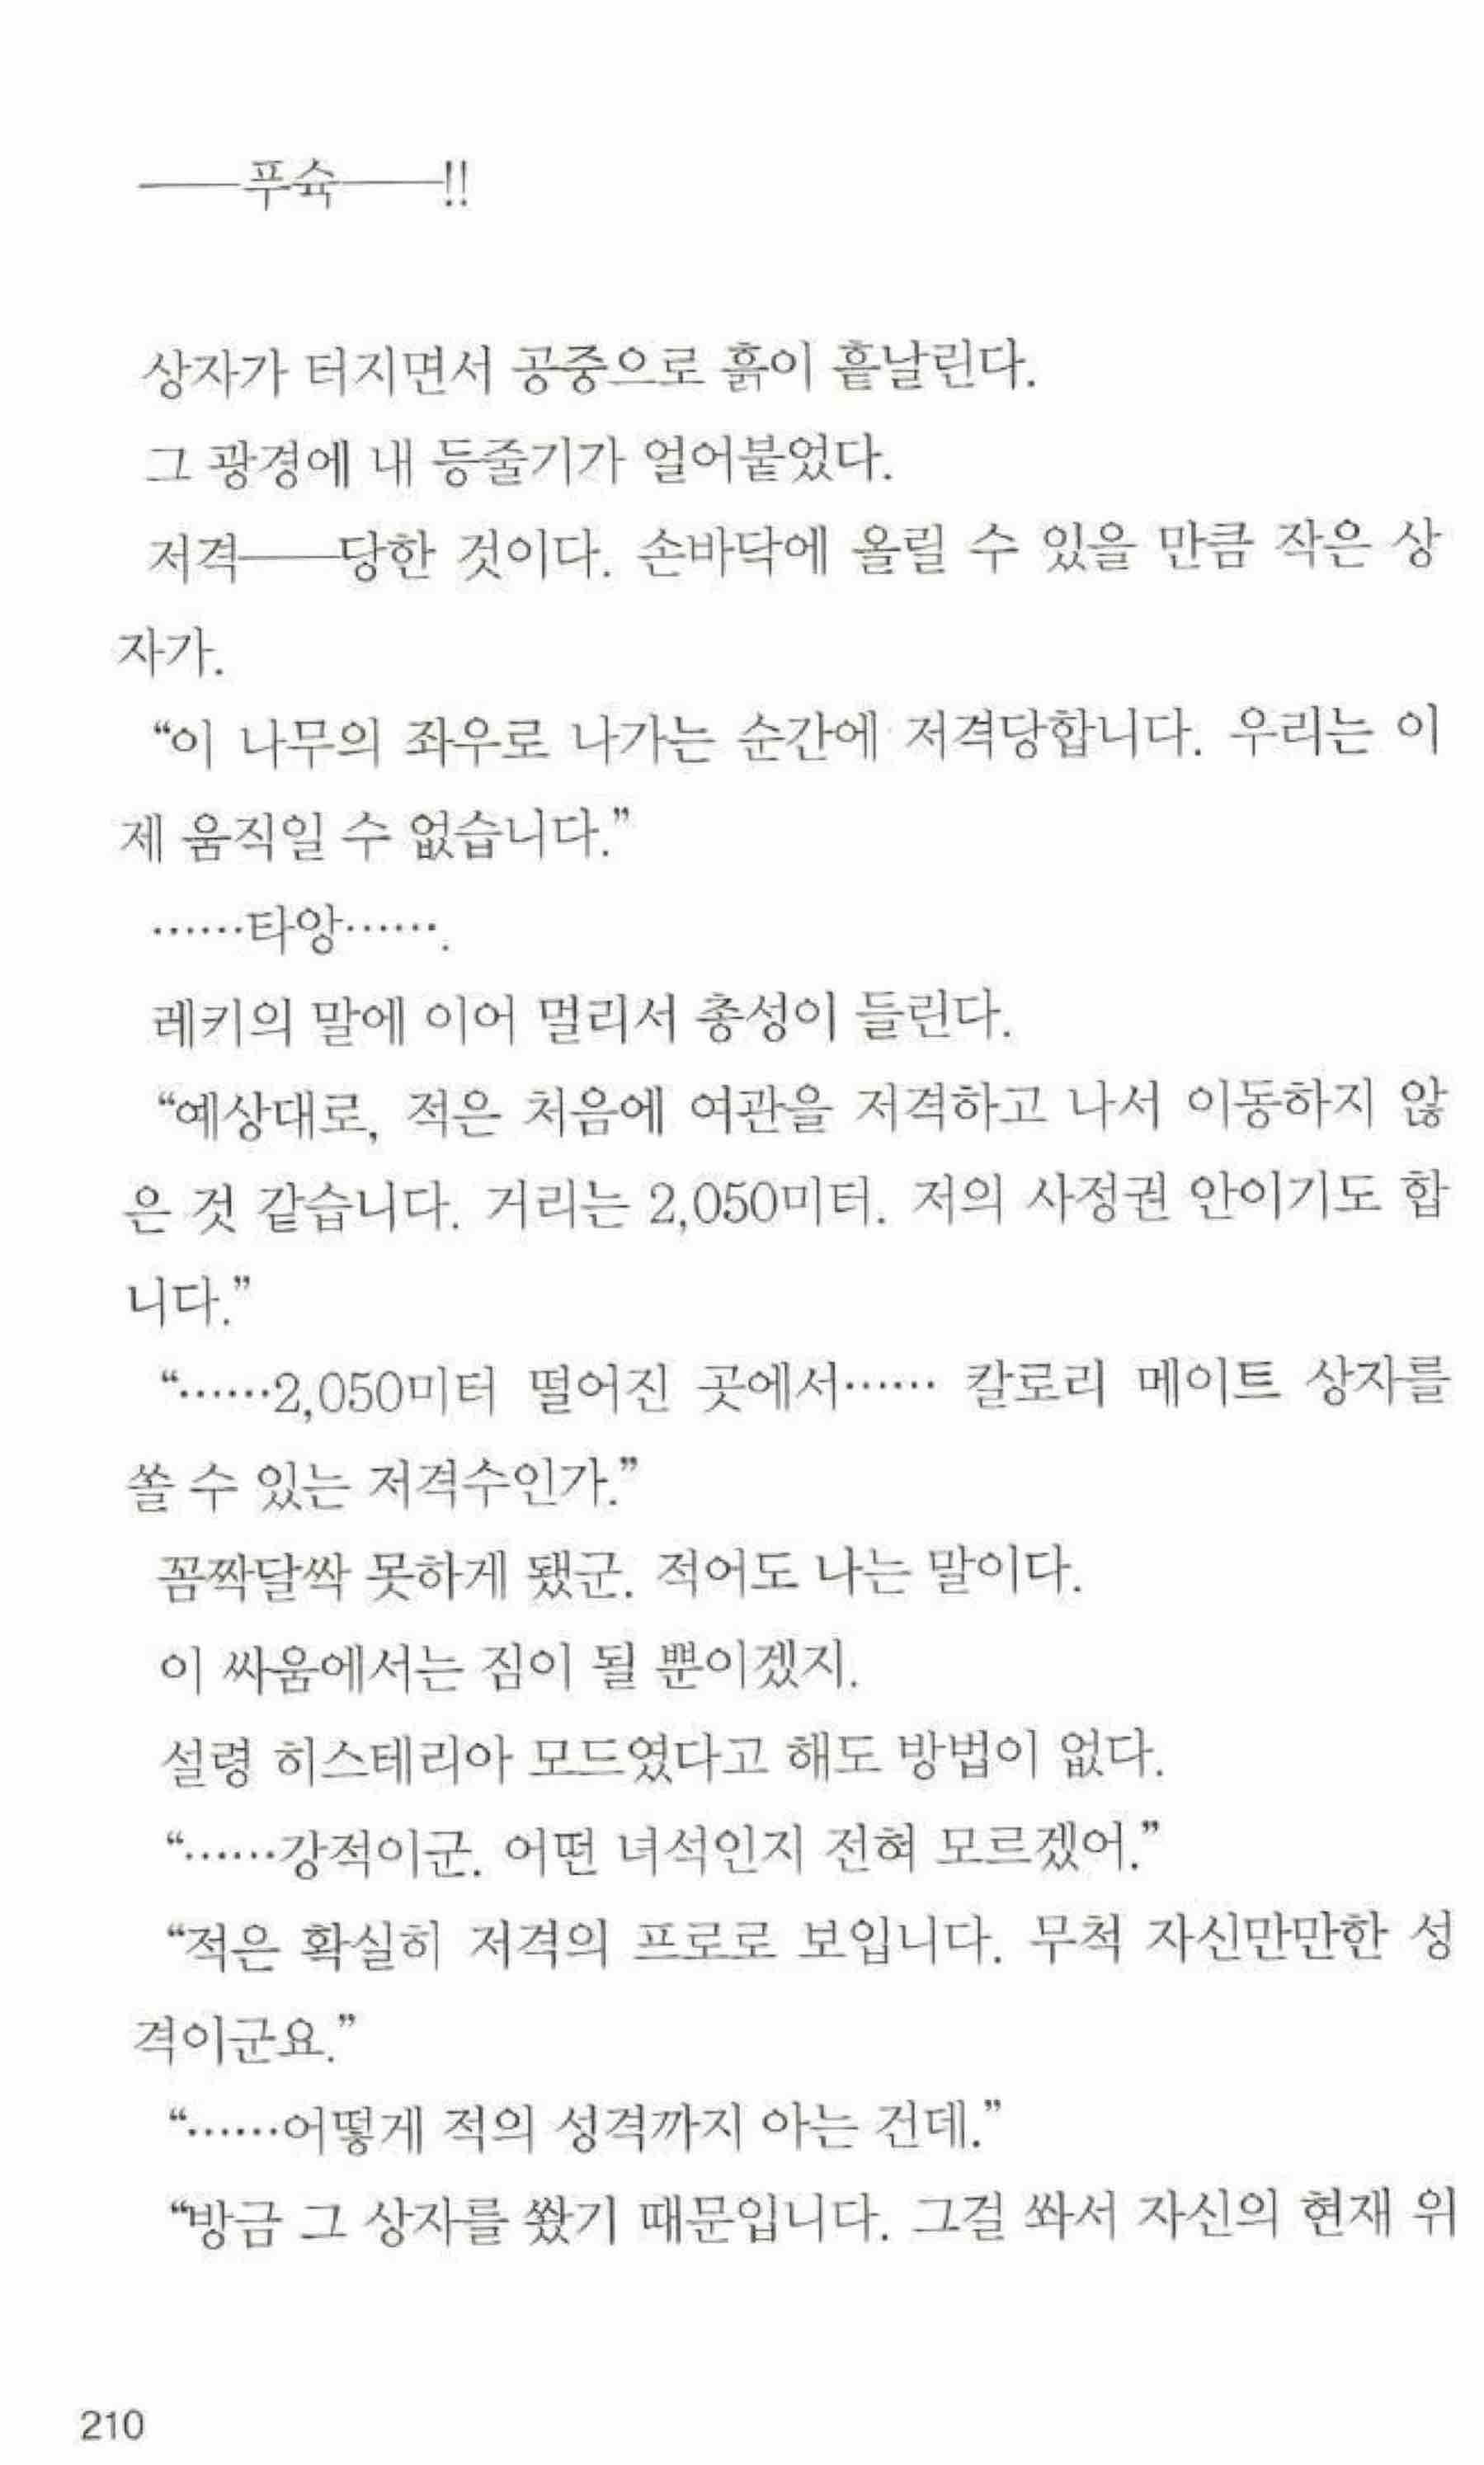 ──푸슉──!!
상자가 터지면서 공중으로 흙이 흩날린다.
그 광경에 내 등줄기가 얼어붙었다.
저격──당한 것이다. 손바닥에 올릴 수 있을 만큼 작은 상
자가.
“이 나무의 좌우로 나가는 순간에 저격당합니다. 우리는 이
제 움직일 수 없습니다.”
……타앙…….
레키의 말에 이어 멀리서 총성이 들린다.
“예상대로, 적은 처음에 여관을 저격하고 나서 이동하지 않
은 것 같습니다. 거리는 2,050미터. 저의 사정권 안이기도 합
니다.”
“……2,050미터 떨어진 곳에서…… 칼로리 메이트 상자를
쏠 수 있는 저격수인가.”
꼼짝달싹 못하게 됐군. 적어도 나는 말이다.
이 싸움에서는 짐이 될 뿐이겠지.
설령 히스테리아 모드였다고 해도 방법이 없다.
“……강적이군. 어떤 녀석인지 전혀 모르겠어.”
“적은 확실히 저격의 프로로 보입니다. 무척 자신만만한 성
격이군요.”
“……어떻게 적의 성격까지 아는 건데.”
“방금 그 상자를 쐈기 때문입니다. 그걸 쏴서 자신의 현재 위
210